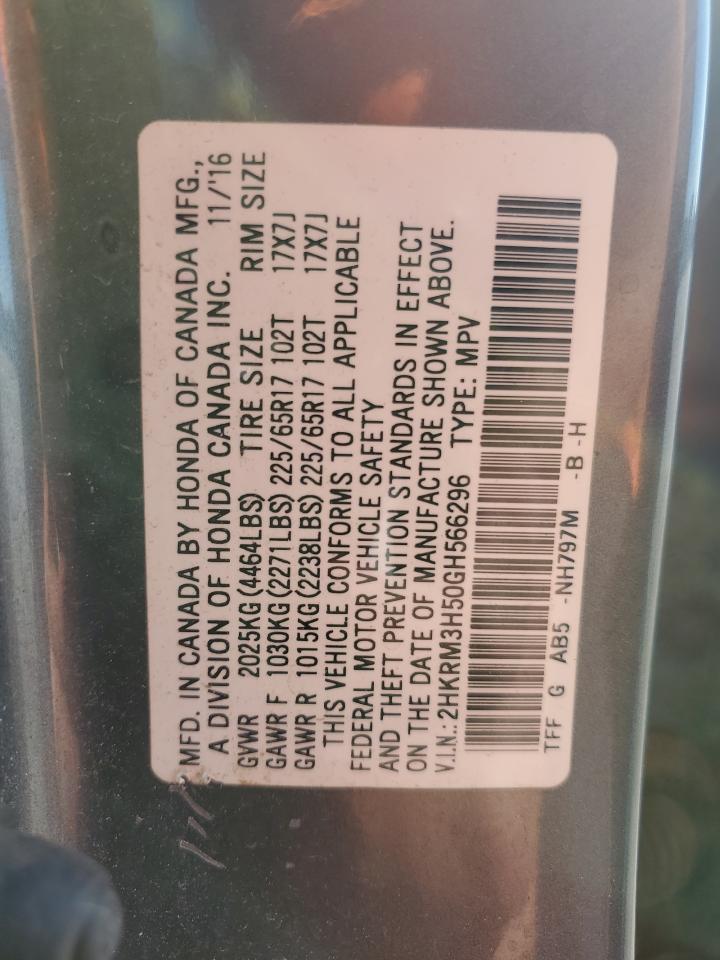 MFD. IN CANADA BY HONDA OF CANADA MFG.,
A DIVISION OF HONDA CANADA INC. 11/'16
GVWR 2025KG(4464LBS) TIRE SIZE RIM SIZE
GAWR F 1030KG(2271LBS) 225/65R17 102T 17X7J
GAWR R 1015KG(2238LBS) 225/65R17 102T 17X7J
THIS VEHICLE CONFORMS TO ALL APPLICABLE
FEDERAL MOTOR VEHICLE SAFETY
AND THEFT PREVENTION STANDARDS IN EFFECT
ON THE DATE OF MANUFACTURE SHOWN ABOVE.
V.I.N.:2HKRM3H50GH566296 TYPE: MPV
TFF G AB5 -NH797M -B -H